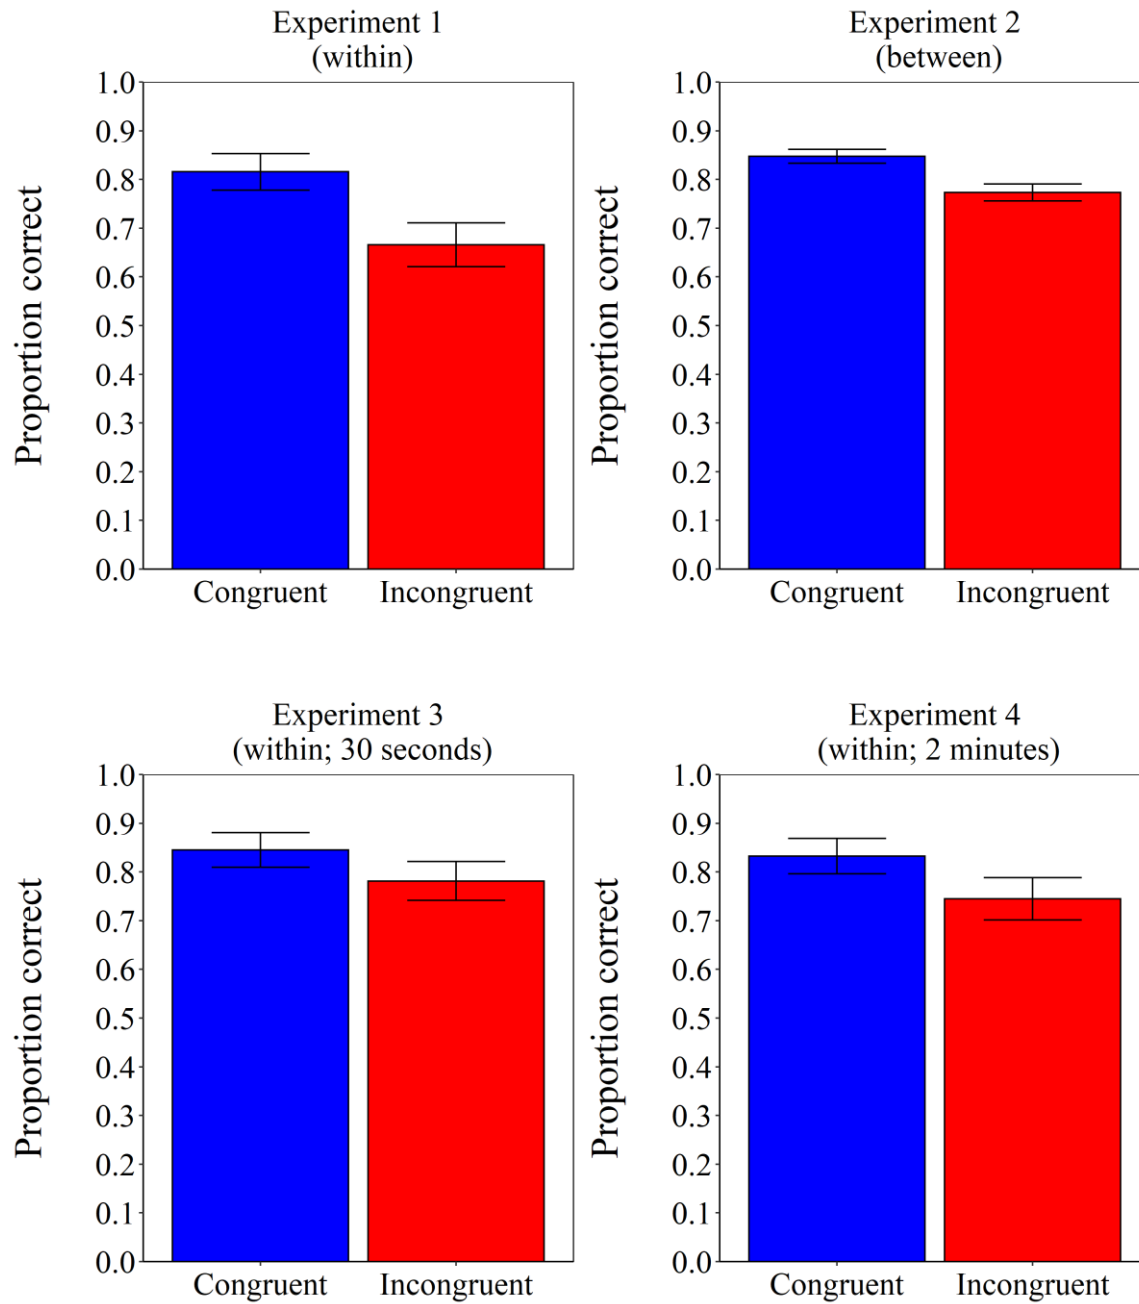 Experiment 1
(within)
Proportion correct
1.0
0.9
0.8
0.7
0.6
0.5
0.4
0.3
0.2
0.1
0.0
Congruent Incongruent
Experiment 2
(between)
Proportion correct
1.0
0.9
0.8
0.7
0.6
0.5
0.4
0.3
0.2
0.1
0.0
Congruent Incongruent
Experiment 3
(within; 30 seconds)
Proportion correct
1.0
0.9
0.8
0.7
0.6
0.5
0.4
0.3
0.2
0.1
0.0
Congruent Incongruent
Experiment 4
(within; 2 minutes)
Proportion correct
1.0
0.9
0.8
0.7
0.6
0.5
0.4
0.3
0.2
0.1
0.0
Congruent Incongruent